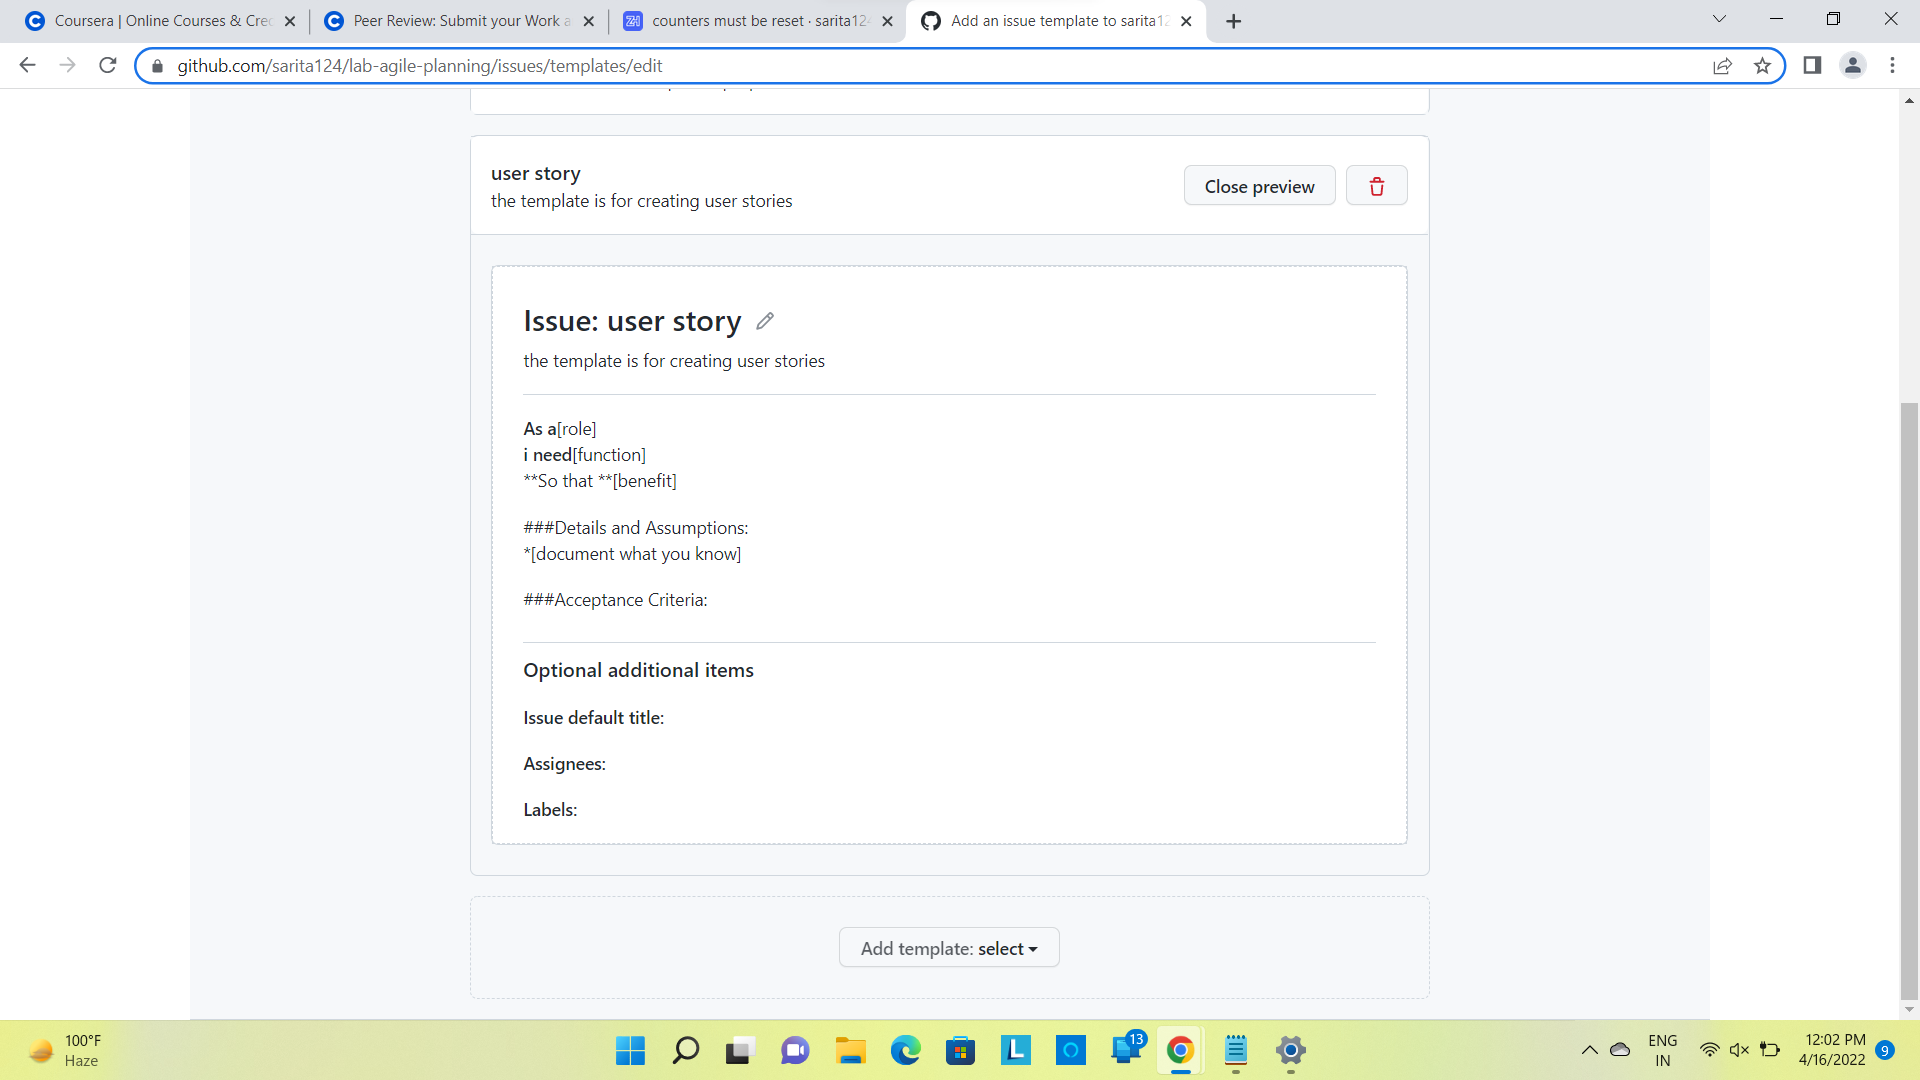 Coursera | Online Courses & Cre
Peer Review: Submit your Work a
counters must be reset · sarita124
Add an issue template to sarita12
github.com/sarita124/lab-agile-planning/issues/templates/edit
user story
the template is for creating user stories
Close preview
Issue: user story
the template is for creating user stories
As a[role]
i need[function]
**So that **[benefit]
###Details and Assumptions:
*[document what you know]
###Acceptance Criteria:
Optional additional items
Issue default title:
Assignees:
Labels:
Add template: select
100°F
Haze
13
ENG
IN
12:02 PM
4/16/2022
9